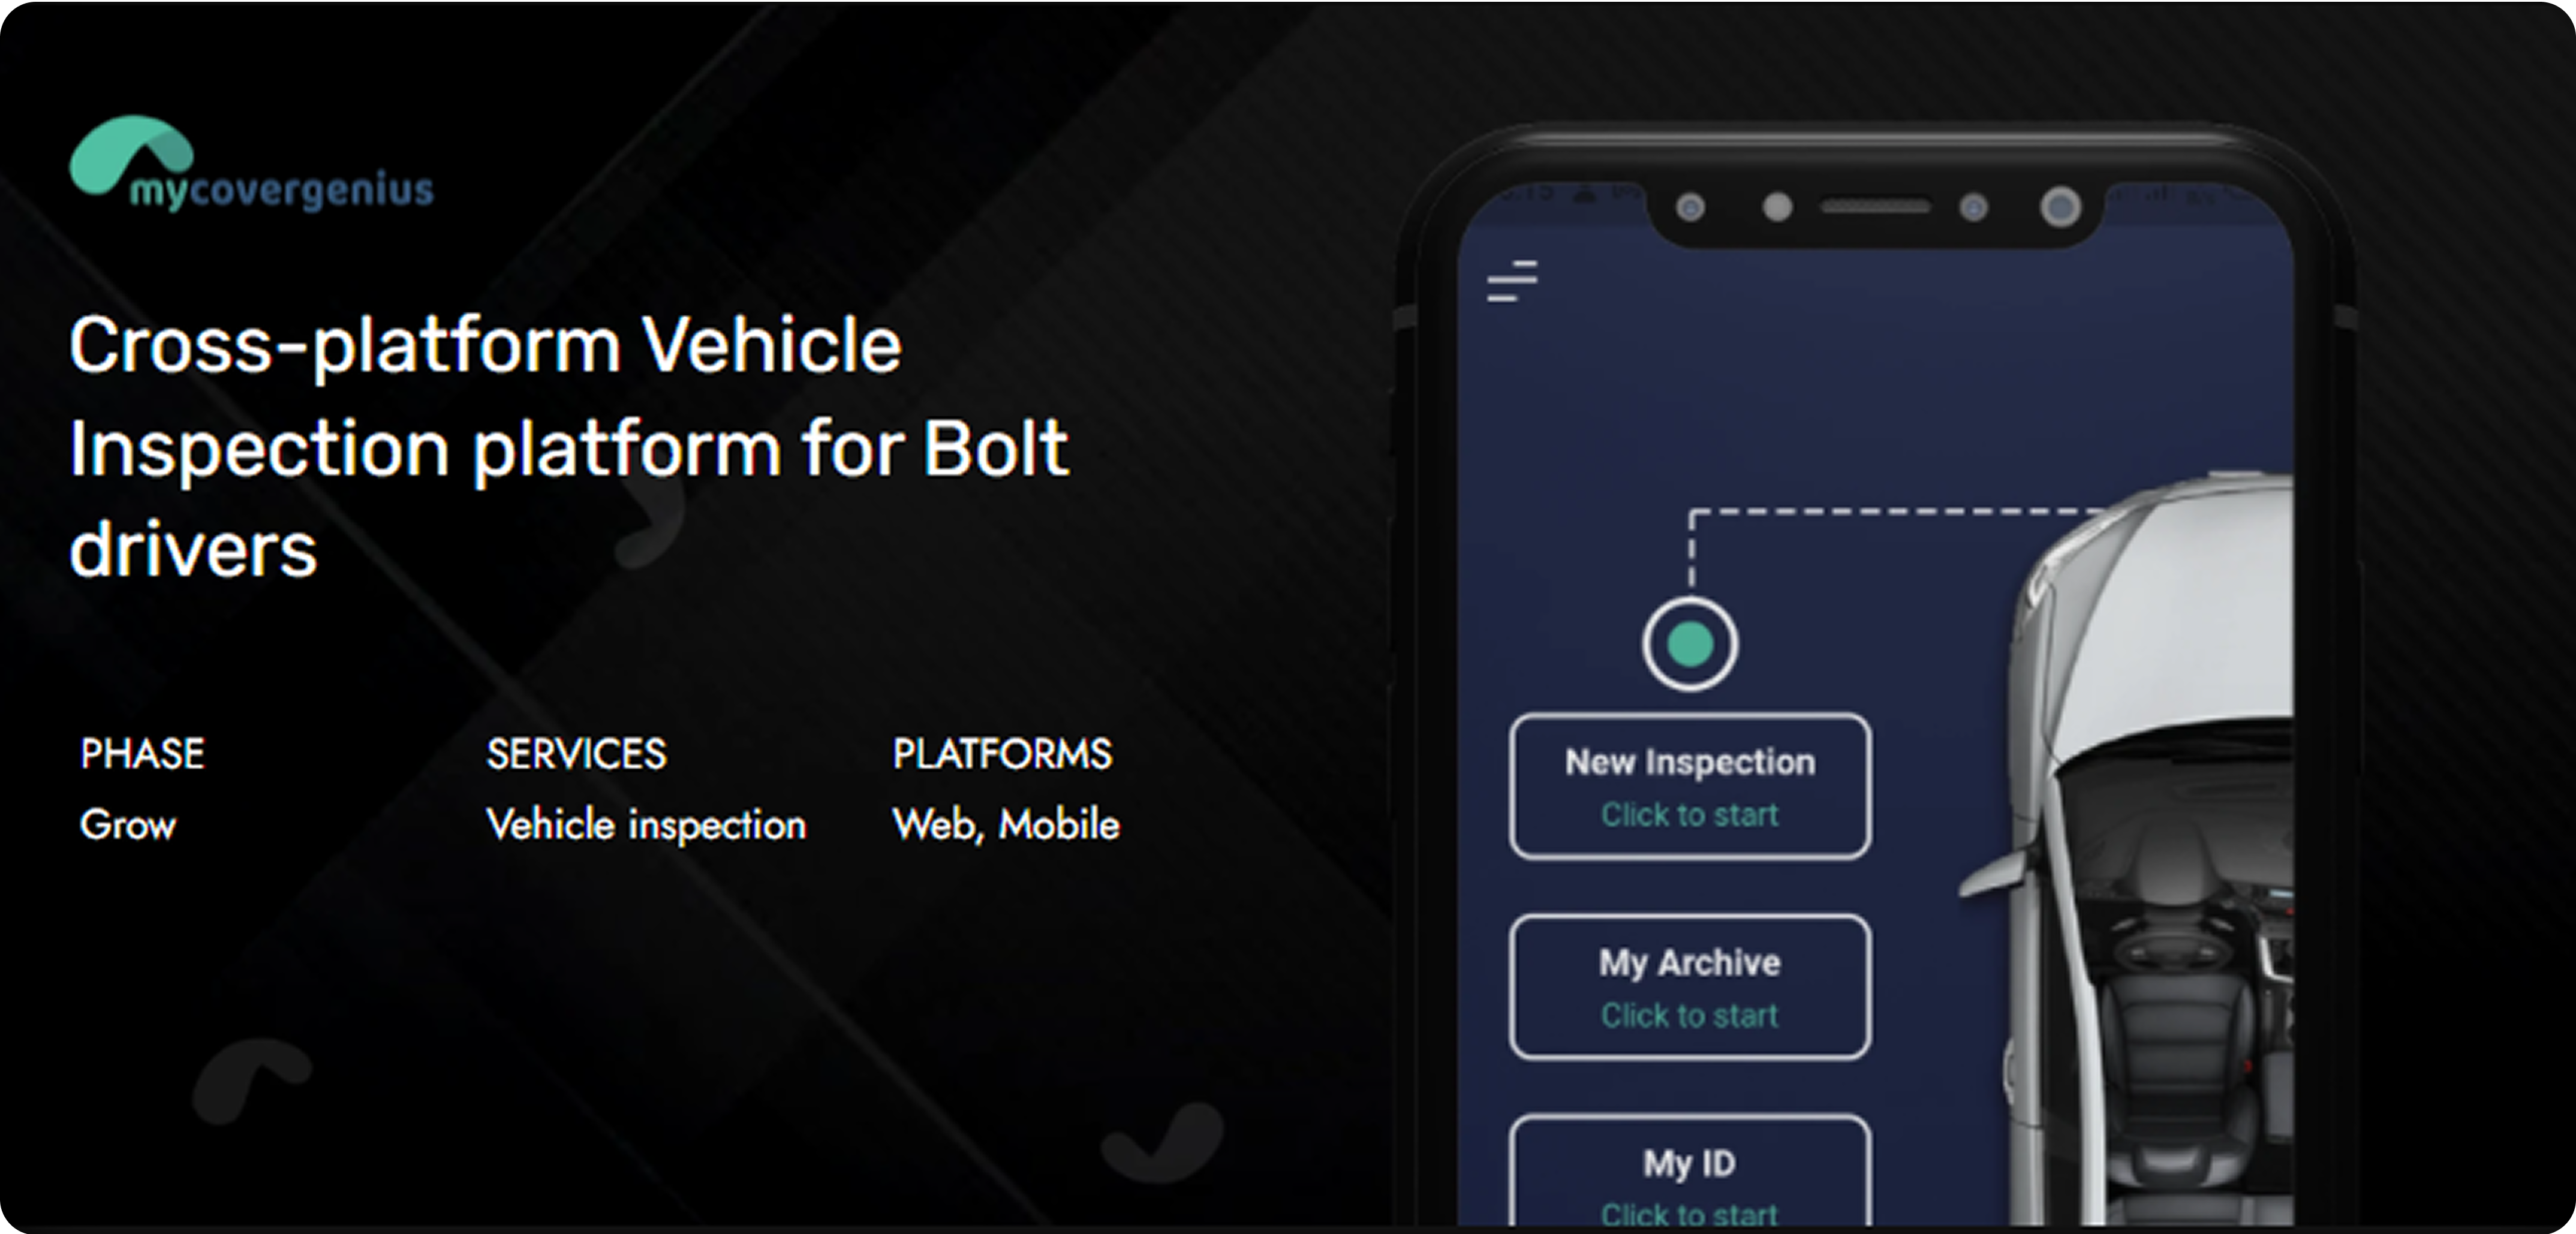 mycovergenius
Cross-platform Vehicle
Inspection platform for Bolt
drivers
PHASE
Grow
SERVICES
Vehicle inspection
PLATFORMS
Web, Mobile
New Inspection
Click to start
My Archive
Click to start
My ID
Click to start